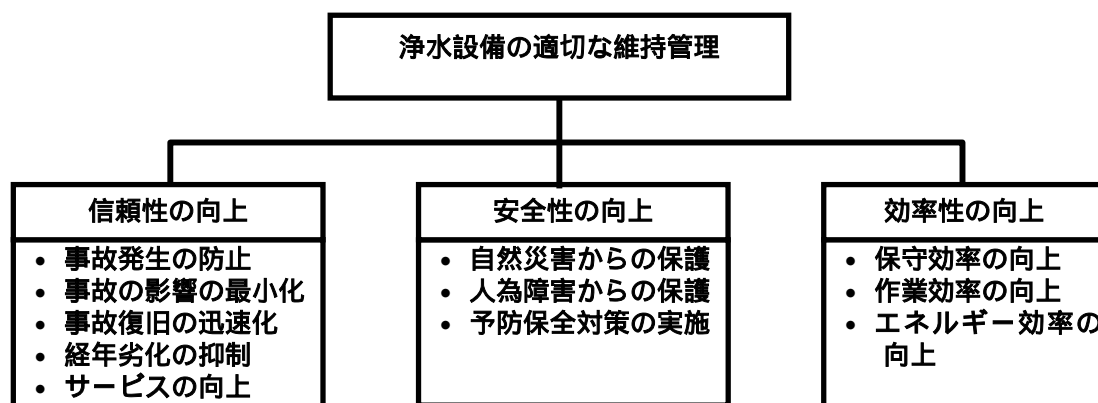 浄水設備の適切な維持管理
信頼性の向上
• 事故発生の防止
• 事故の影響の最小化
• 事故復旧の迅速化
• 経年劣化の抑制
• サービスの向上
安全性の向上
• 自然災害からの保護
• 人為障害からの保護
• 予防保全対策の実施
効率性の向上
• 保守効率の向上
• 作業効率の向上
• エネルギー効率の
向上